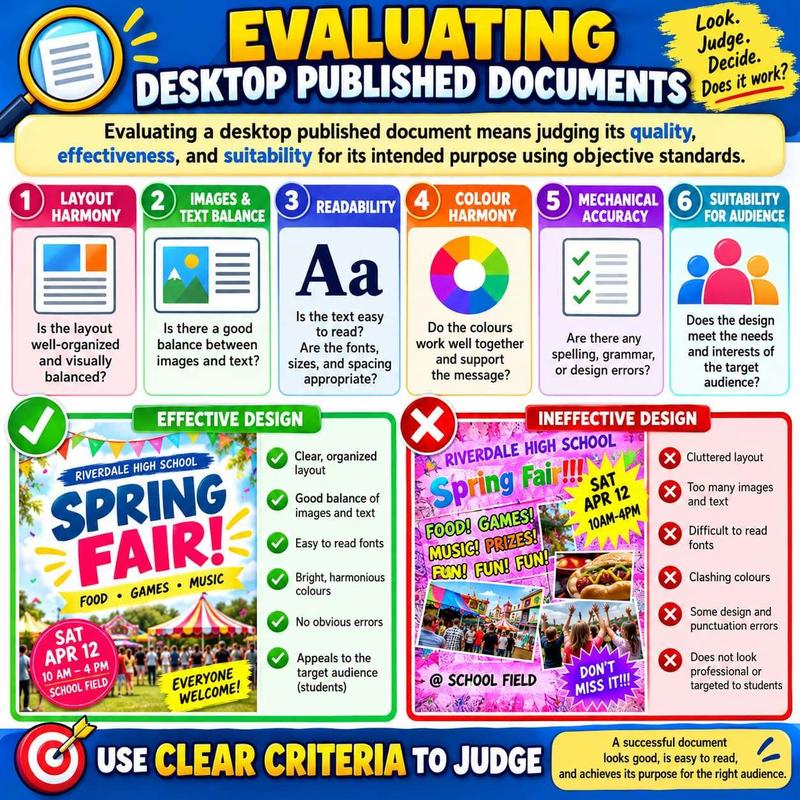 EVALUATING
DESKTOP PUBLISHED DOCUMENTS
Look.
Judge.
Decide.
Does it work?
Evaluating a desktop published document means judging its quality,
effectiveness, and suitability for its intended purpose using objective standards.
1 LAYOUT
HARMONY
Is the layout
well-organized
and visually
balanced?
2 IMAGES &
TEXT BALANCE
Is there a good
balance between
images and text?
3 READABILITY
Aa
Is the text easy
to read?
Are the fonts,
sizes, and spacing
appropriate?
4 COLOUR
HARMONY
Do the colours
work well together
and support
the message?
5 MECHANICAL
ACCURACY
Are there any
spelling, grammar,
or design errors?
6 SUITABILITY
FOR AUDIENCE
Does the design
meet the needs
and interests of
the target
audience?
EFFECTIVE DESIGN
RIVERDALE HIGH SCHOOL
SPRING
FAIR!
FOOD • GAMES • MUSIC
SAT
APR 12
10 AM – 4 PM
SCHOOL FIELD
EVERYONE
WELCOME!
Clear, organized
layout
Good balance of
images and text
Easy to read fonts
Bright, harmonious
colours
No obvious errors
Appeals to the
target audience
(students)
INEFFECTIVE DESIGN
RIVERDALE HIGH SCHOOL
Spring Fair!!!
SAT
APR 12
10AM-4PM
FOOD! GAMES!
MUSIC! PRIZES!
FUN! FUN! FUN!
@ SCHOOL FIELD
DON'T
MISS IT!!!
Cluttered layout
Too many images
and text
Difficult to read
fonts
Clashing colours
Some design and
punctuation errors
Does not look
professional or
targeted to students
USE CLEAR CRITERIA TO JUDGE
A successful document
looks good, is easy to read,
and achieves its purpose for the right audience.